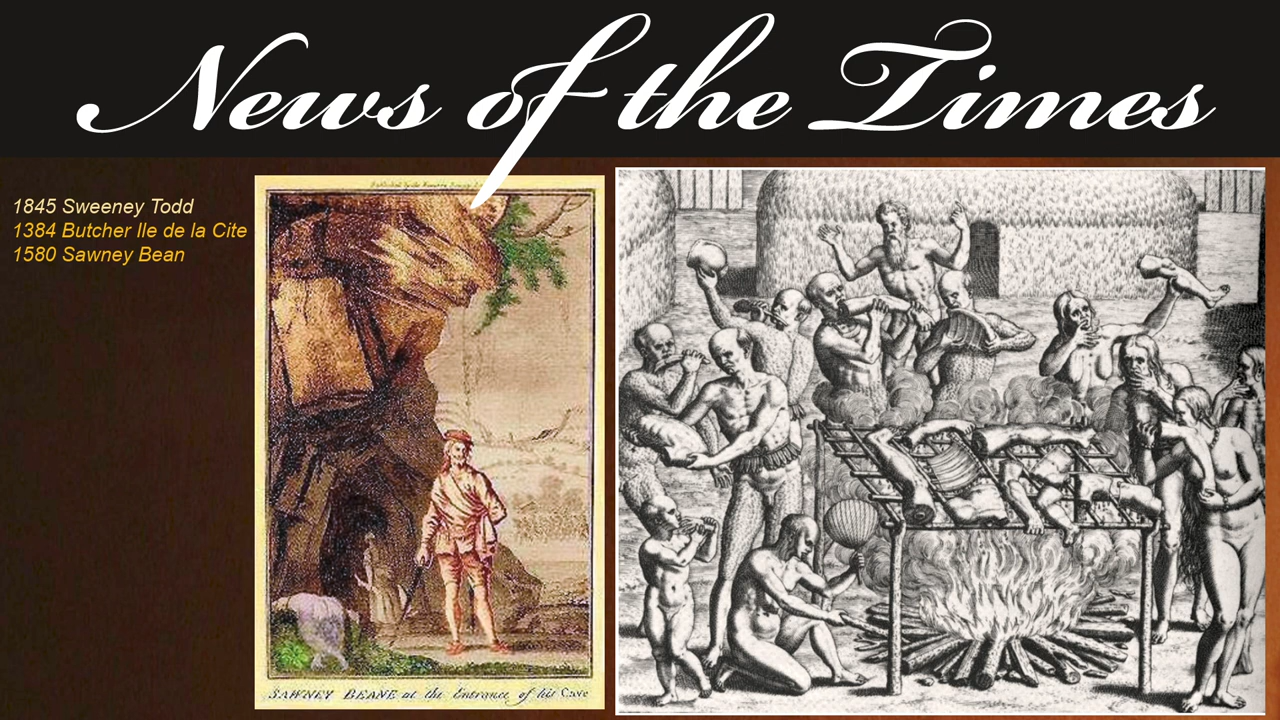 News of the Times
1845 Sweeney Todd
1384 Butcher Ile de la Cite
1580 Sawney Bean
SAWNEY BEANE at the Entrance of his Cave